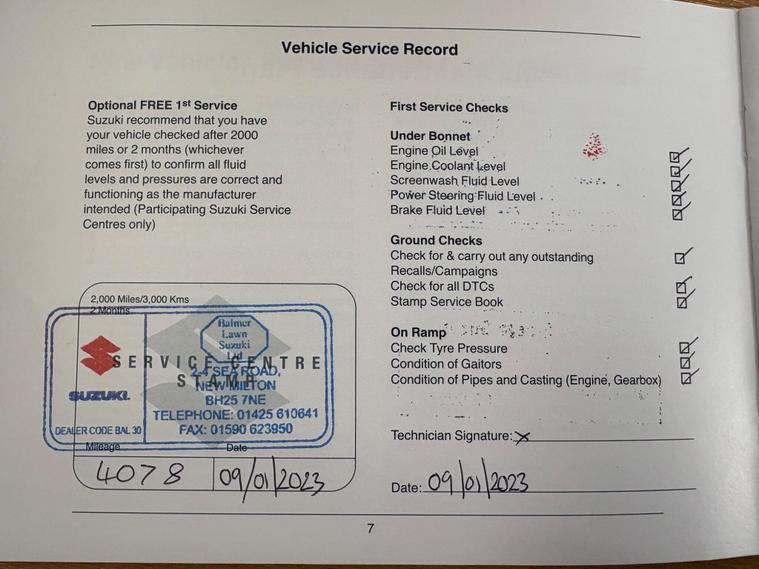 Vehicle Service Record
Optional FREE 1st Service
Suzuki recommend that you have
your vehicle checked after 2000
miles or 2 months (whichever
comes first) to confirm all fluid
levels and pressures are correct and
functioning as the manufacturer
intended (Participating Suzuki Service
Centres only)
2,000 Miles/3,000 Kms
2 Months
SERVICE CENTRE
STAMP
Balmer
Lawn
Suzuki
Ltd
2-4 SEA ROAD,
NEW MILTON
BH25 7NE
TELEPHONE: 01425 610641
FAX: 01590 623950
SUZUKI
DEALER CODE BAL 30
Mileage Date
4078 09/01/2023
First Service Checks
Under Bonnet
Engine Oil Level
Engine Coolant Level
Screenwash Fluid Level
Power Steering Fluid Level
Brake Fluid Level
Ground Checks
Check for & carry out any outstanding
Recalls/Campaigns
Check for all DTCs
Stamp Service Book
On Ramp
Check Tyre Pressure
Condition of Gaitors
Condition of Pipes and Casting (Engine, Gearbox)
Technician Signature: X
Date: 09/01/2023
7